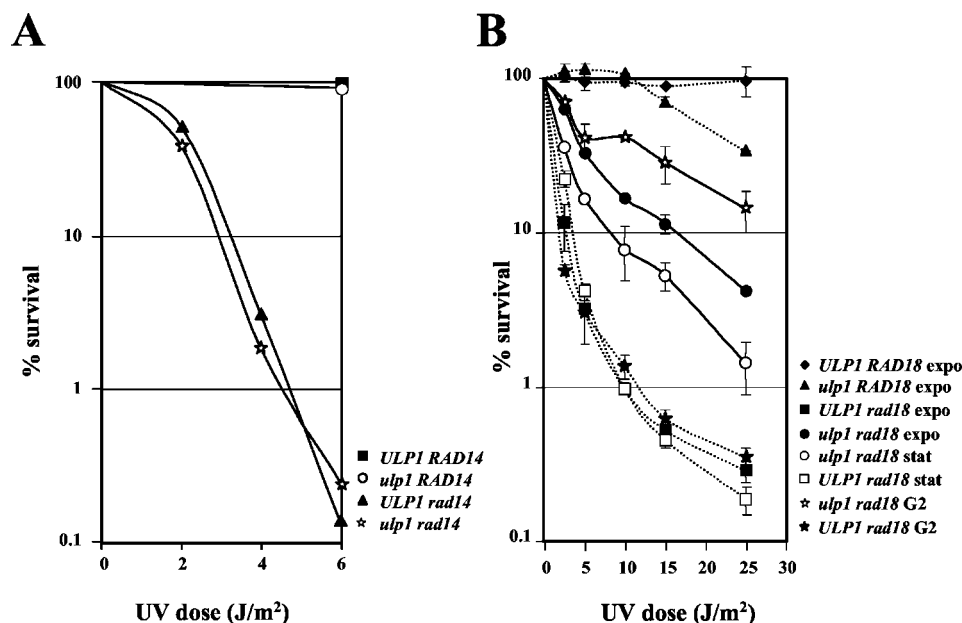 A
B
100
10
1
0.1
0
2
4
6
% survival
UV dose (J/m²)
ULP1 RAD14
ulp1 RAD14
ULP1 rad14
ulp1 rad14
100
10
1
0.1
0
5
10
15
20
25
30
% survival
UV dose (J/m²)
ULP1 RAD18 expo
ulp1 RAD18 expo
ULP1 rad18 expo
ulp1 rad18 expo
ulp1 rad18 stat
ULP1 rad18 stat
ulp1 rad18 G2
ULP1 rad18 G2